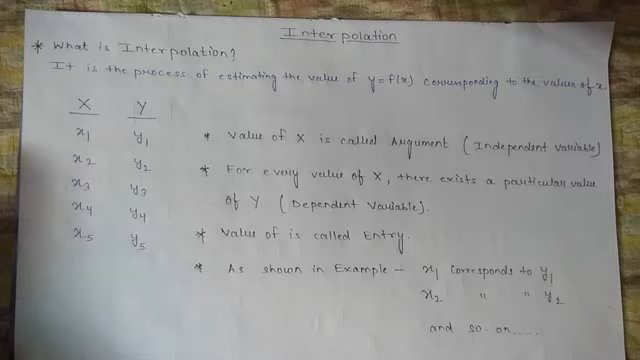 Interpolation
* What is Interpolation?
It is the process of estimating the value of y=f(x) corresponding to the values of x.
X Y
x1 y1
* Value of X is called Argument (Independent variable)
x2 y2
* For every value of X, there exists a particular value
x3 y3
of Y (Dependent Variable).
x4 y4
x5 y5
* Value of is called Entry.
* As shown in Example - x1 corresponds to y1
x2 " " y2
and so on....